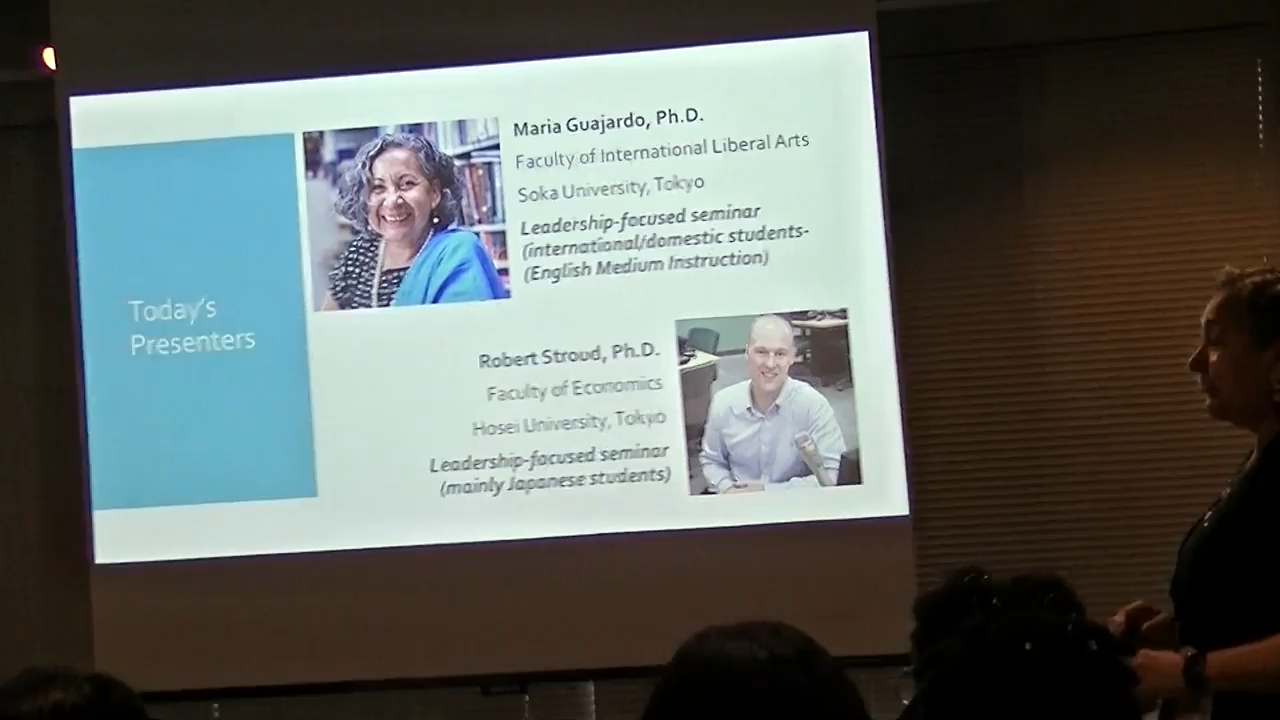 Today's
Presenters
Maria Guajardo, Ph.D.
Faculty of International Liberal Arts
Soka University, Tokyo
Leadership-focused seminar
(international/domestic students-
(English Medium Instruction)
Robert Stroud, Ph.D.
Faculty of Economics
Hosei University, Tokyo
Leadership-focused seminar
(mainly Japanese students)